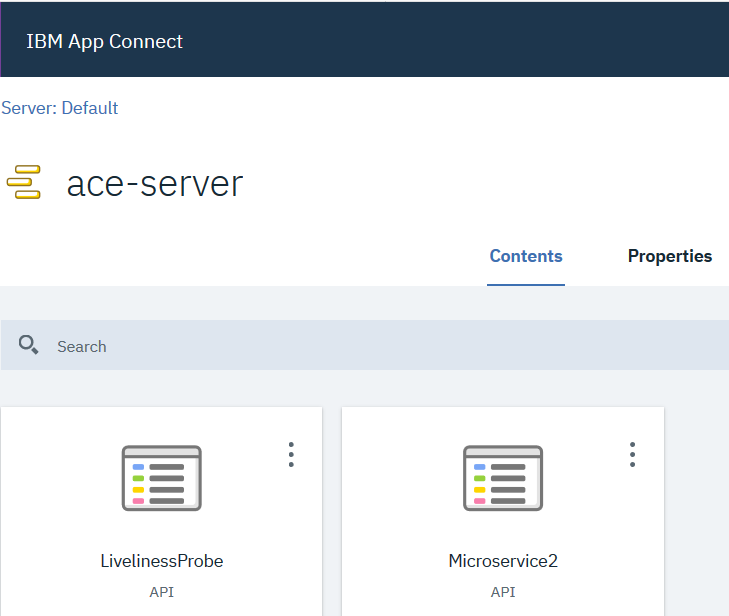 IBM App Connect
Server: Default
ace-server
Contents Properties
Search
LivelinessProbe Microservice2
API API